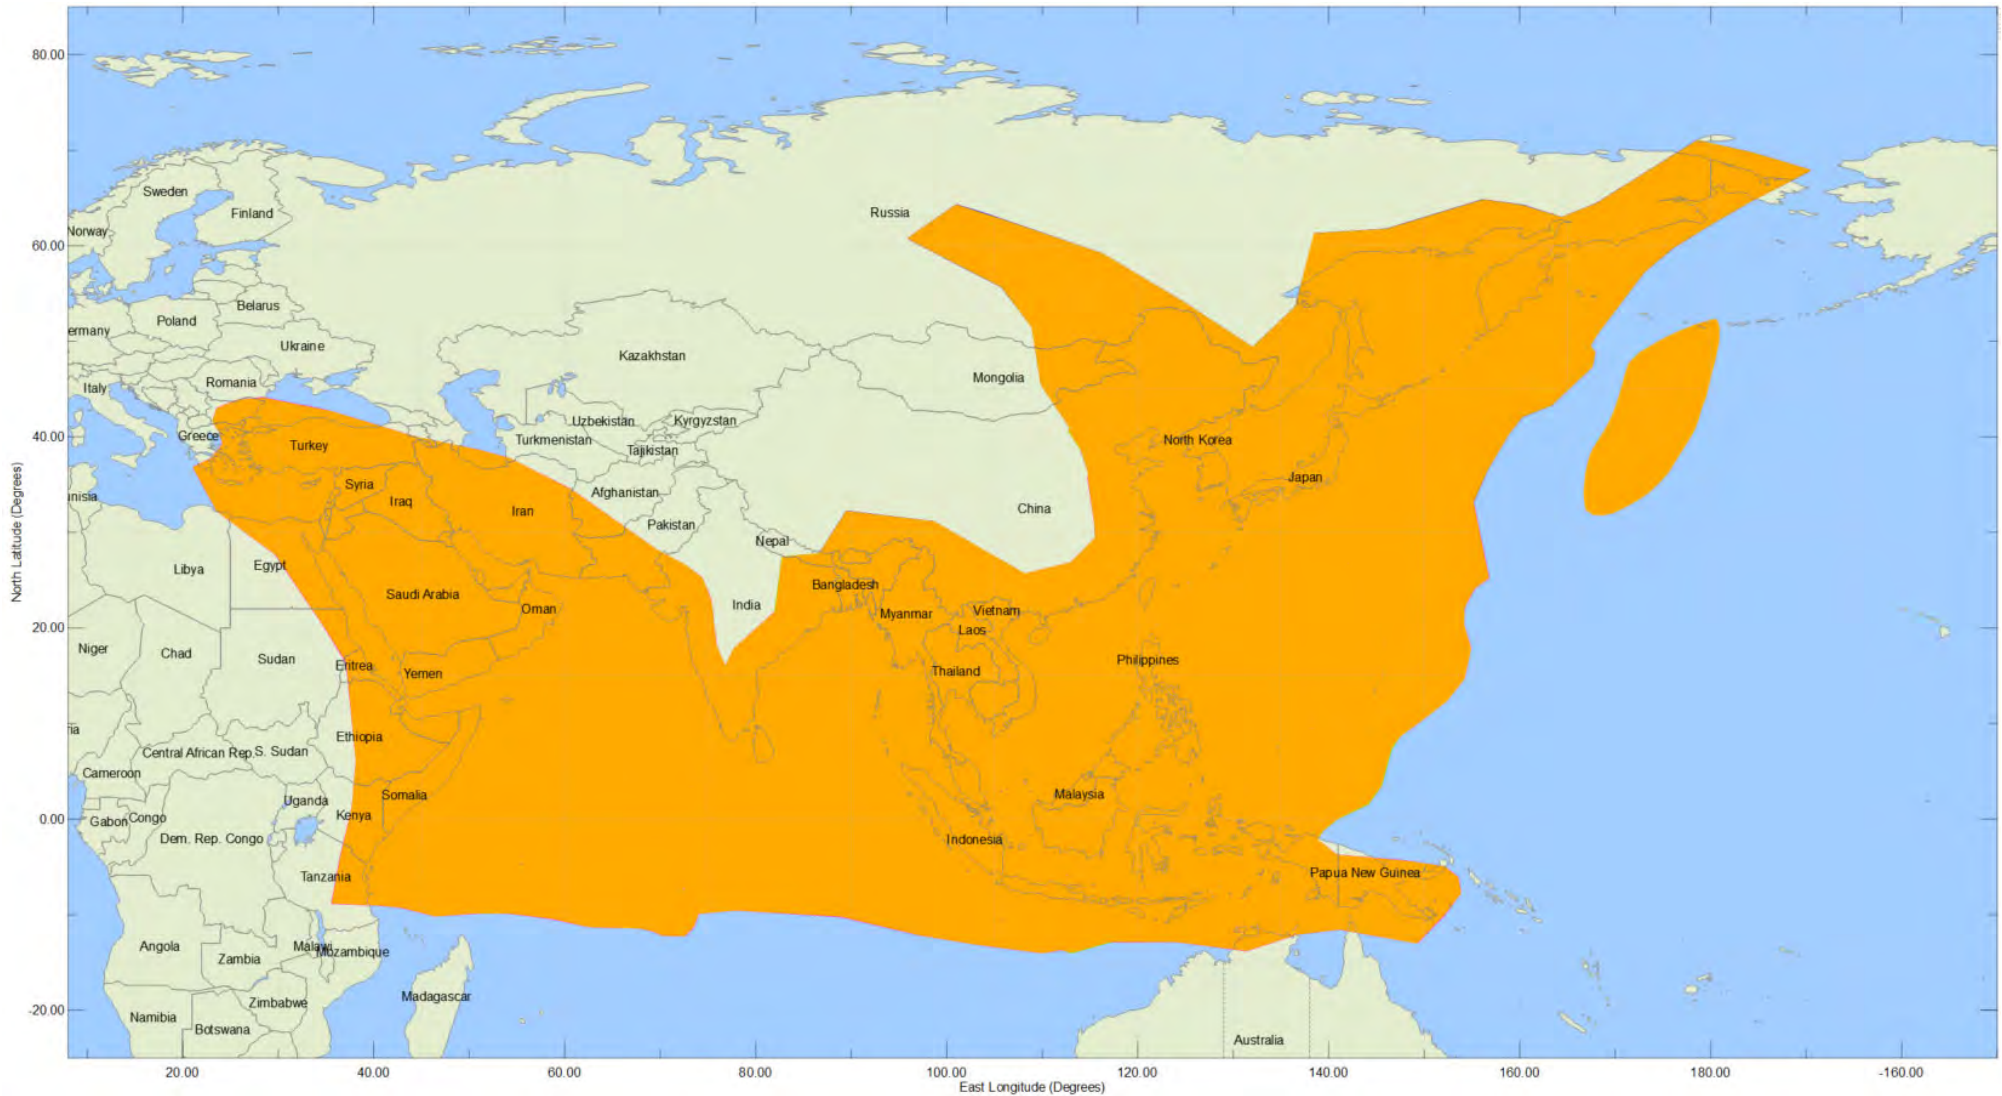 80.00
Sweden
Finland
Russia
Norway
60.00
Belarus
Poland
ermany
Ukraine
Kazakhstan
Mongolia
Romania
Italy
Uzbekistan
Kyrgyzstan
40.00
Greece
Turkey
Turkmenistan
Tajikistan
North Korea
Japan
Syria
Afghanistan
unisia
Iraq
Iran
Pakistan
China
Nepal
Libya
Egypt
Saudi Arabia
Bangladesh
Oman
India
Myanmar
Vietnam
20.00
Laos
Niger
Chad
Sudan
Eritrea
Yemen
Thailand
Philippines
ria
Ethiopia
Central African Rep.
S. Sudan
Cameroon
Somalia
Malaysia
Uganda
Kenya
0.00
Gabon
Congo
Dem. Rep. Congo
Indonesia
Tanzania
Papua New Guinea
Angola
Malawi
Mozambique
Zambia
Madagascar
Zimbabwe
-20.00
Namibia
Botswana
Australia
North Latitude (Degrees)
20.00 40.00 60.00 80.00 100.00 120.00 140.00 160.00 180.00 -160.00
East Longitude (Degrees)